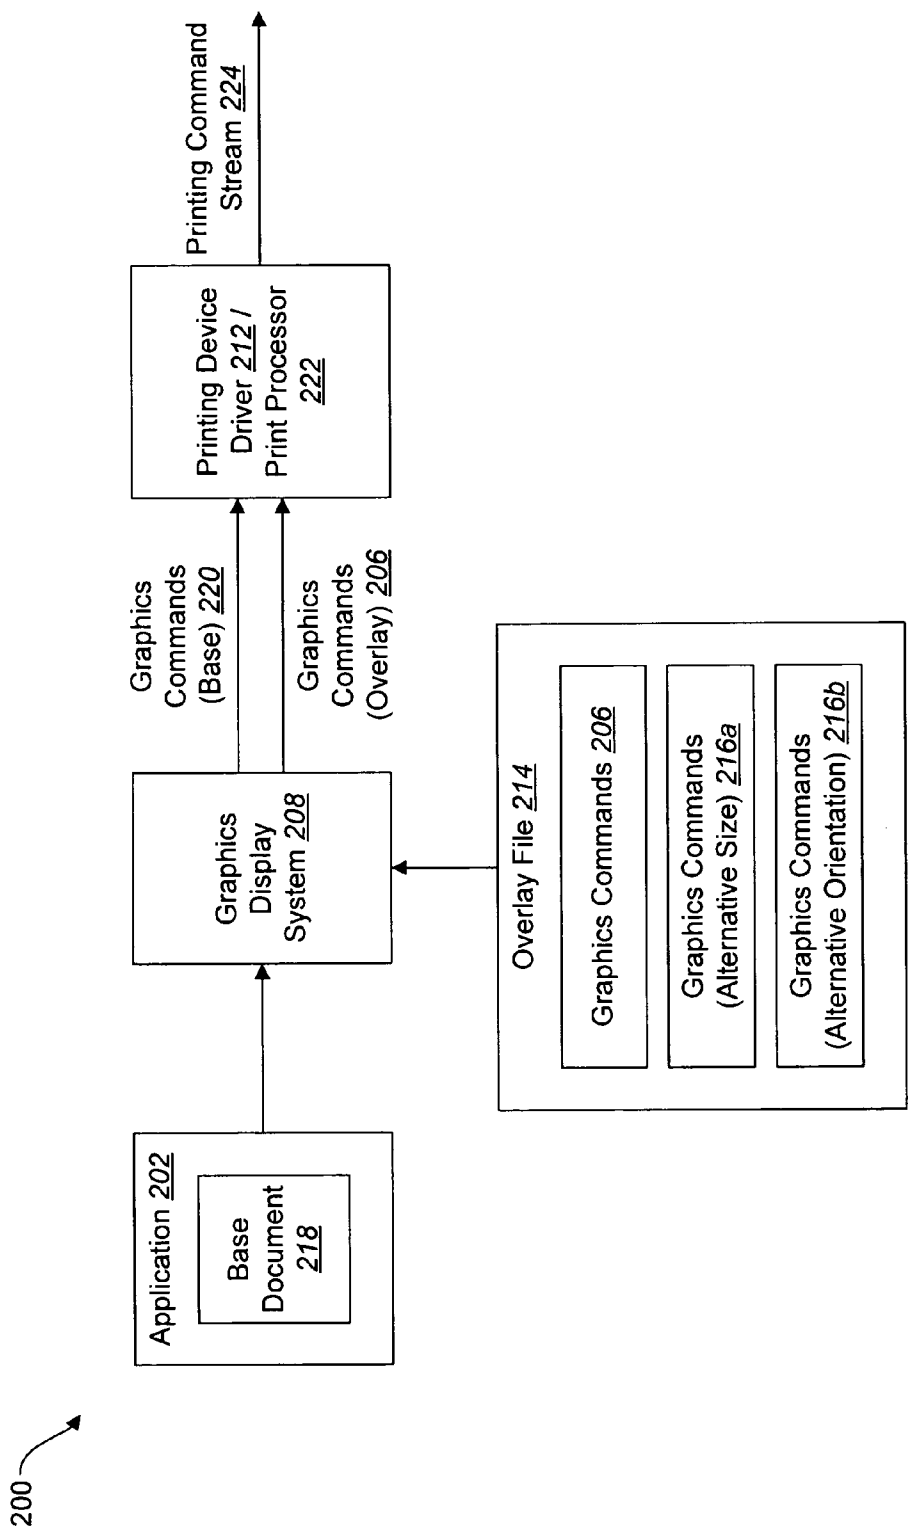 200
Application 202
Base
Document
218
Graphics
Display
System 208
Graphics
Commands
(Base) 220
Graphics
Commands
(Overlay) 206
Printing Device
Driver 212 /
Print Processor
222
Printing Command
Stream 224
Overlay File 214
Graphics Commands 206
Graphics Commands
(Alternative Size) 216a
Graphics Commands
(Alternative Orientation) 216b